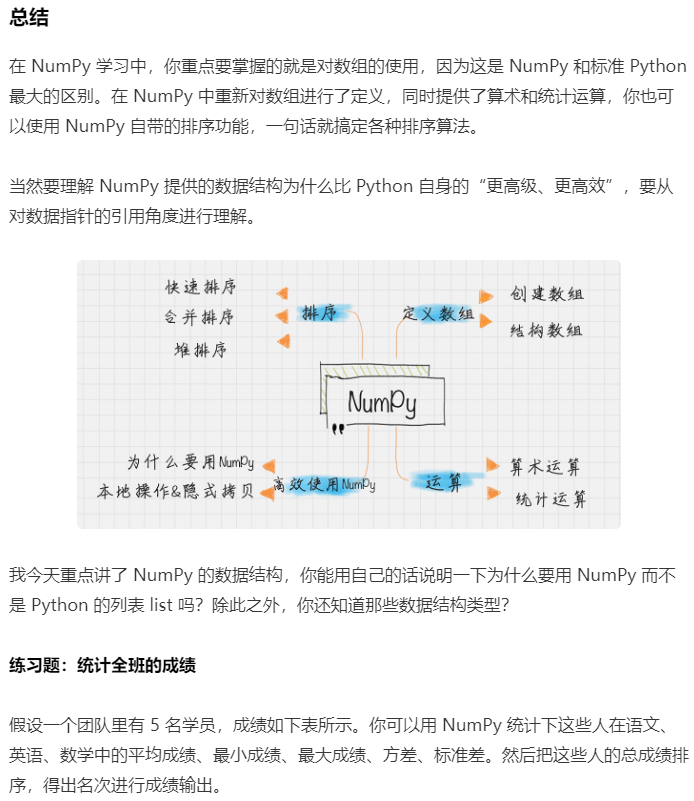 总结
在 NumPy 学习中，你重点要掌握的就是对数组的使用，因为这是 NumPy 和标准 Python
最大的区别。在 NumPy 中重新对数组进行了定义，同时提供了算术和统计运算，你也可
以使用 NumPy 自带的排序功能，一句话就搞定各种排序算法。
当然要理解 NumPy 提供的数据结构为什么比 Python 自身的“更高级、更高效”，要从
对数据指针的引用角度进行理解。
快速排序
合并排序
堆排序
排序
定义数组
创建数组
结构数组
NumPy
为什么要用NumPy
本地操作&隐式拷贝
高效使用NumPy
运算
算术运算
统计运算
我今天重点讲了 NumPy 的数据结构，你能用自己的话说明一下为什么要用 NumPy 而不
是 Python 的列表 list 吗？除此之外，你还知道那些数据结构类型？
练习题：统计全班的成绩
假设一个团队里有 5 名学员，成绩如下表所示。你可以用 NumPy 统计下这些人在语文、
英语、数学中的平均成绩、最小成绩、最大成绩、方差、标准差。然后把这些人的总成绩排
序，得出名次进行成绩输出。